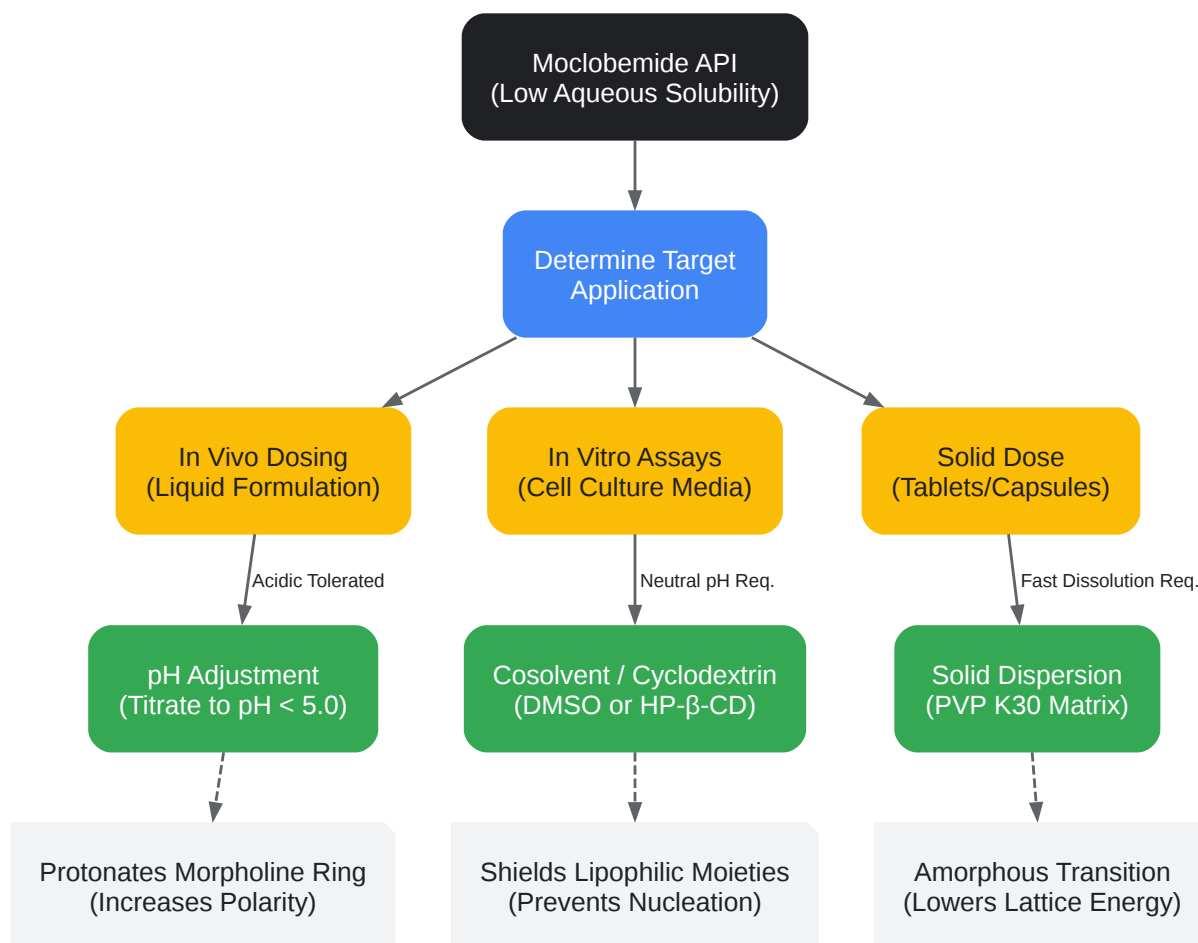 Moclobemide API
(Low Aqueous Solubility)
Determine Target
Application
In Vivo Dosing
(Liquid Formulation)
In Vitro Assays
(Cell Culture Media)
Solid Dose
(Tablets/Capsules)
Acidic Tolerated
Neutral pH Req.
Fast Dissolution Req.
pH Adjustment
(Titrate to pH < 5.0)
Cosolvent / Cyclodextrin
(DMSO or HP-β-CD)
Solid Dispersion
(PVP K30 Matrix)
Protonates Morpholine Ring
(Increases Polarity)
Shields Lipophilic Moieties
(Prevents Nucleation)
Amorphous Transition
(Lowers Lattice Energy)